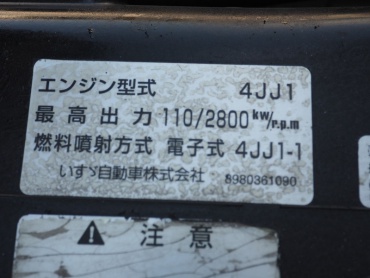 エンジン型式 4JJ1
最高出力 110/2800 kW/r.p.m
燃料噴射方式 電子式 4JJ1-1
いすゞ自動車株式会社 8980361090
注意